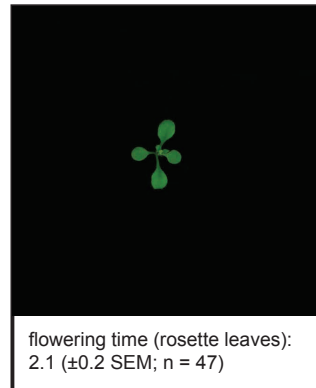 flowering time (rosette leaves):
2.1 (±0.2 SEM; n = 47)